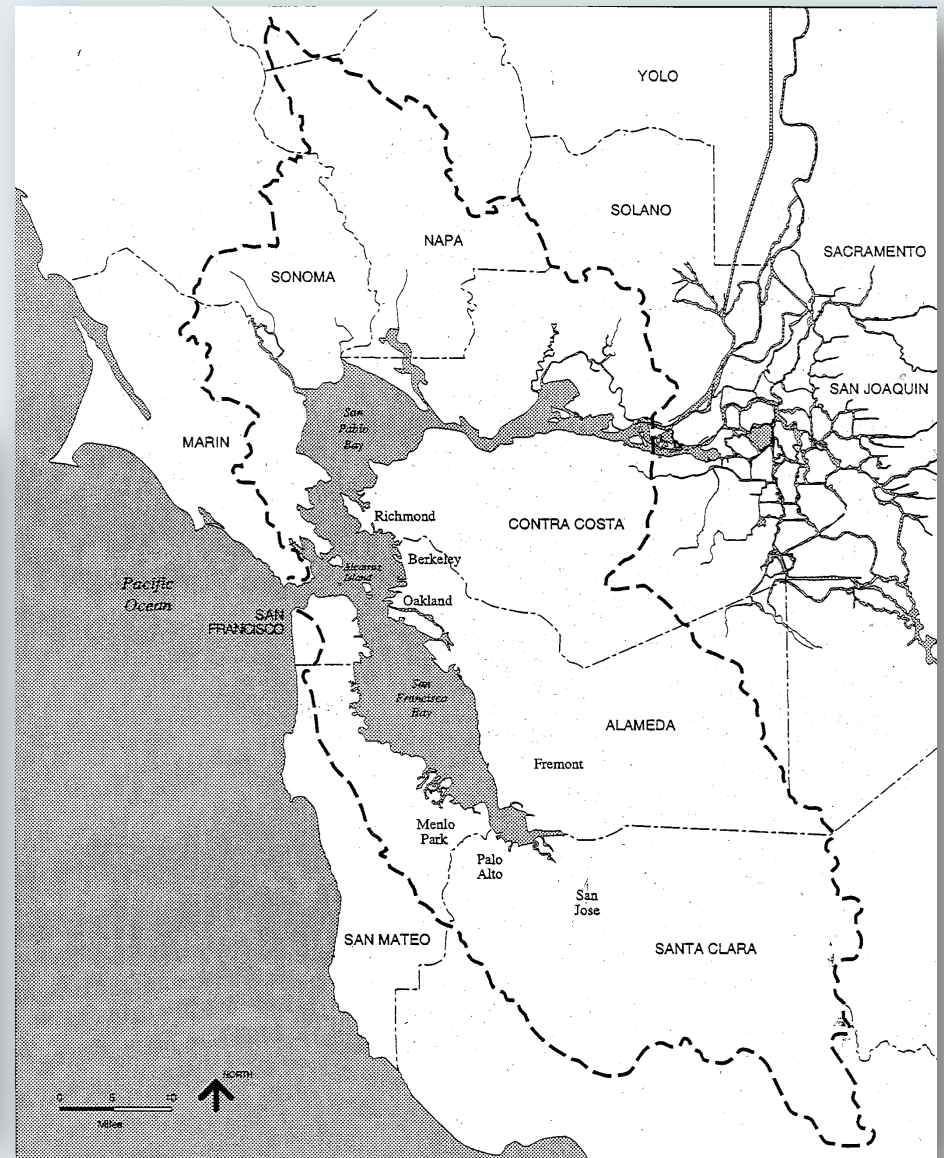 YOLO
SOLANO
NAPA
SACRAMENTO
SONOMA
SAN JOAQUIN
San
Pablo
Bay
MARIN
Richmond
CONTRA COSTA
Berkeley
Alcatraz
Island
Pacific
Ocean
Oakland
SAN
FRANCISCO
San
Francisco
Bay
ALAMEDA
Fremont
Menlo
Park
Palo
Alto
San
Jose
SAN MATEO
SANTA CLARA
NORTH
0 5 10
Miles